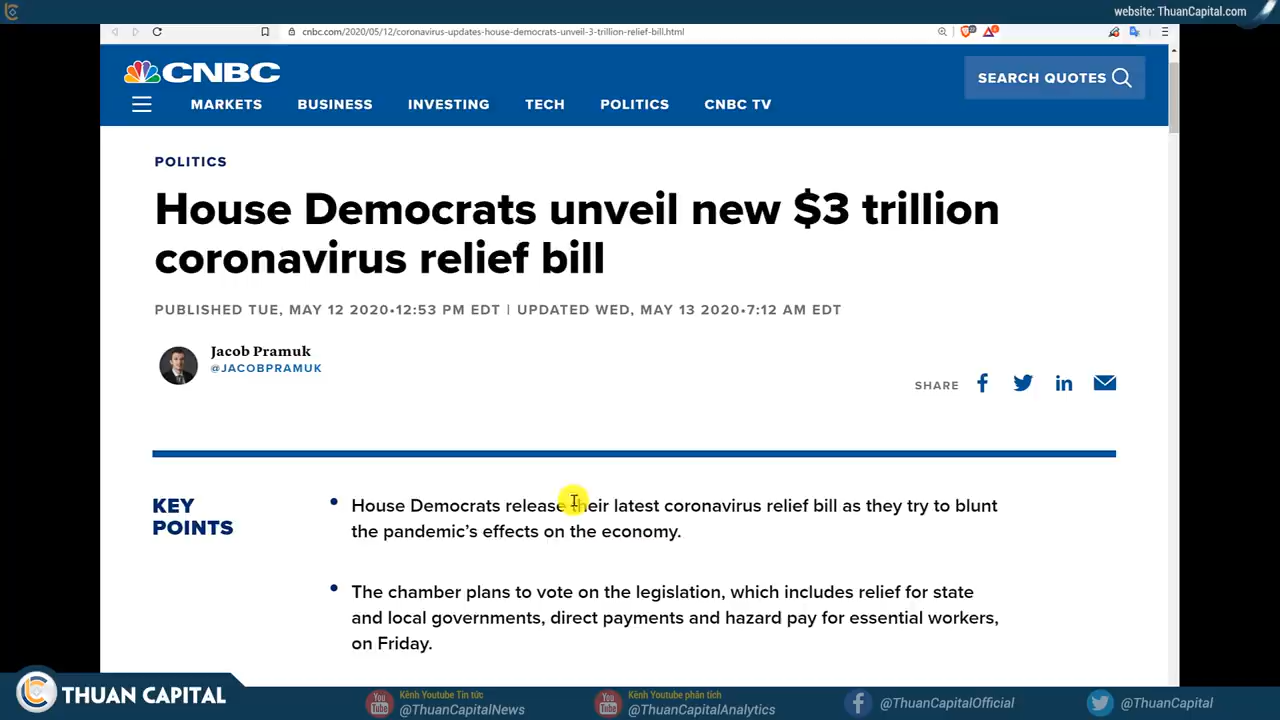 website: ThuanCapital.com
cnbc.com/2020/05/12/coronavirus-updates-house-democrats-unveil-3-trillion-relief-bill.html
CNBC
SEARCH QUOTES
MARKETS BUSINESS INVESTING TECH POLITICS CNBC TV
POLITICS
House Democrats unveil new $3 trillion
coronavirus relief bill
PUBLISHED TUE, MAY 12 2020•12:53 PM EDT | UPDATED WED, MAY 13 2020•7:12 AM EDT
Jacob Pramuk
@JACOBPRAMUK
SHARE
KEY
POINTS
House Democrats release their latest coronavirus relief bill as they try to blunt
the pandemic’s effects on the economy.
The chamber plans to vote on the legislation, which includes relief for state
and local governments, direct payments and hazard pay for essential workers,
on Friday.
THUAN CAPITAL
Kênh Youtube Tin tức:
@ThuanCapitalNews
Kênh Youtube phân tích
@ThuanCapitalAnalytics
@ThuanCapitalOfficial
@ThuanCapital